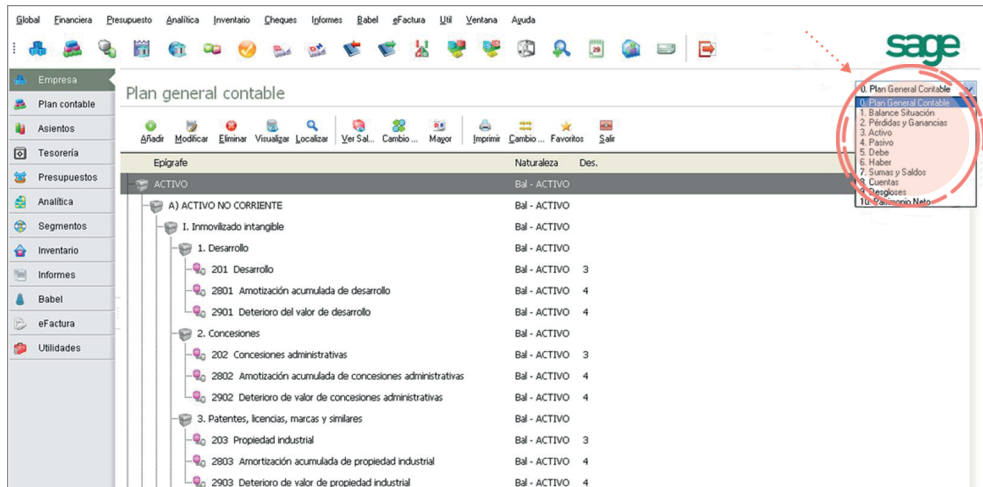 Global Financiera Presupuesto Analítica Inventario Cheques Informes Babel eFactura Util Ventana Ayuda
sage
Empresa
Plan contable
Asientos
Tesorería
Presupuestos
Analítica
Segmentos
Inventario
Informes
Babel
eFactura
Utilidades
Plan general contable
0. Plan General Contable
0. Plan General Contable
1. Balance Situación
2. Pérdidas y Ganancias
3. Activo
4. Pasivo
5. Debe
6. Haber
7. Sumas y Saldos
8. Cuentas
9. Desgloses
10. Patrimonio Neto
Añadir Modificar Eliminar Visualizar Localizar Ver Sal... Cambio ... Mayor Imprimir Cambio ... Favoritos Salir
Epígrafe Naturaleza Des.
ACTIVO Bal - ACTIVO
A) ACTIVO NO CORRIENTE Bal - ACTIVO
I. Inmovilizado intangible Bal - ACTIVO
1. Desarrollo Bal - ACTIVO
201 Desarrollo Bal - ACTIVO 3
2801 Amotización acumulada de desarrollo Bal - ACTIVO 4
2901 Deterioro del valor de desarrollo Bal - ACTIVO 4
2. Concesiones Bal - ACTIVO
202 Concesiones administrativas Bal - ACTIVO 3
2802 Amotización acumulada de concesiones administrativas Bal - ACTIVO 4
2902 Deterioro de valor de concesiones administrativas Bal - ACTIVO 4
3. Patentes, licencias, marcas y similares Bal - ACTIVO
203 Propiedad industrial Bal - ACTIVO 3
2803 Amortización acumulada de propiedad industrial Bal - ACTIVO 4
2903 Deterioro de valor de propiedad industrial Bal - ACTIVO 4